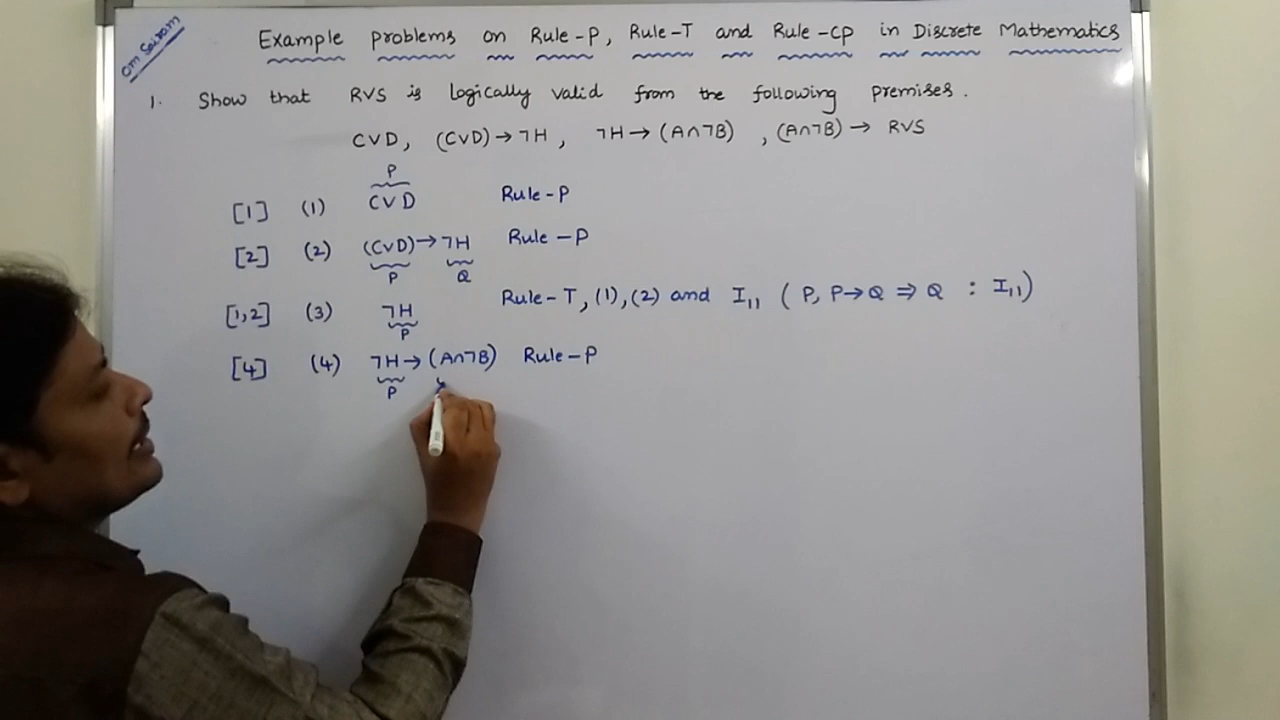 Om Sairam
Example problems on Rule-P, Rule-T and Rule-CP in Discrete Mathematics
1. Show that RVS is logically valid from the following premises.
CVD, (CVD)→¬H, ¬H→(A∩¬B), (A∩¬B)→ RVS
P
[1] (1) CVD Rule-P
[2] (2) (CVD)→¬H Rule-P
P Q
[1,2] (3) ¬H Rule-T, (1), (2) and I₁₁ (P, P→Q ⇒ Q : I₁₁)
P
[4] (4) ¬H→(A∩¬B) Rule-P
P